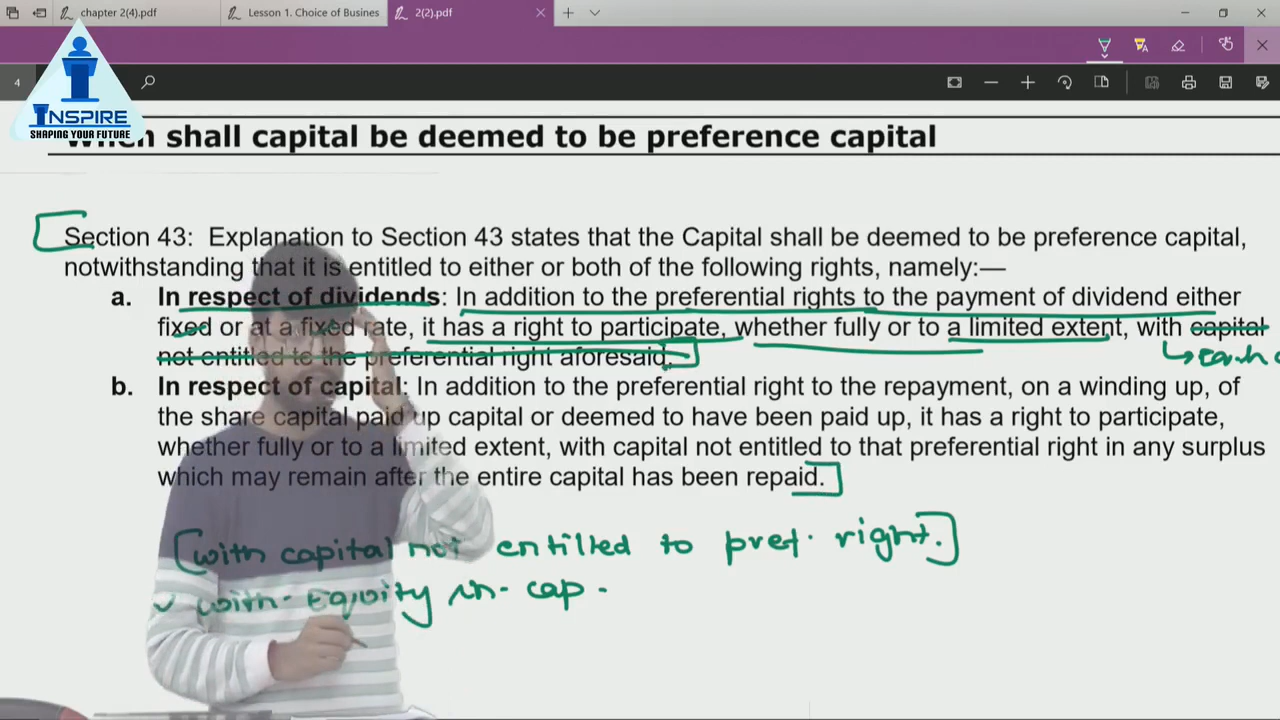 chapter 2(4).pdf
Lesson 1. Choice of Busines
2(2).pdf
4
INSPIRE
SHAPING YOUR FUTURE
When shall capital be deemed to be preference capital
Section 43: Explanation to Section 43 states that the Capital shall be deemed to be preference capital,
notwithstanding that it is entitled to either or both of the following rights, namely:—
a. In respect of dividends: In addition to the preferential rights to the payment of dividend either
fixed or at a fixed rate, it has a right to participate, whether fully or to a limited extent, with capital
not entitled to the preferential right aforesaid.
b. In respect of capital: In addition to the preferential right to the repayment, on a winding up, of
the share capital paid up capital or deemed to have been paid up, it has a right to participate,
whether fully or to a limited extent, with capital not entitled to that preferential right in any surplus
which may remain after the entire capital has been repaid.
[with capital not entilled to pref. right.]
with Equity sh. cap.